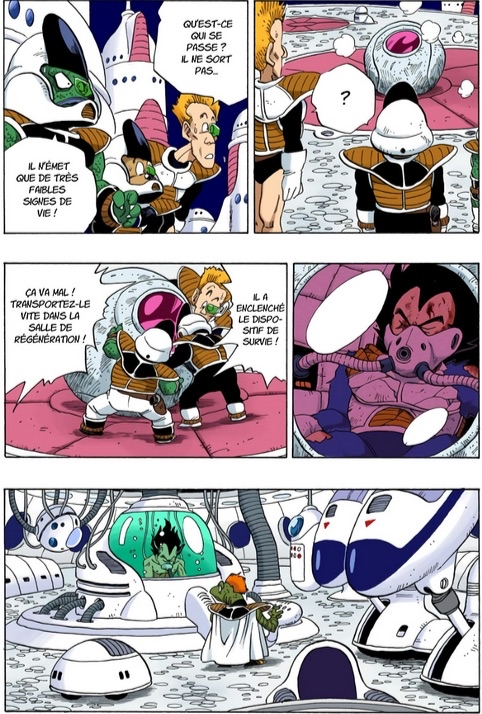 QU'EST-CE
QUI SE
PASSE ?
IL NE SORT
PAS...
IL N'ÉMET
QUE DE TRÈS
FAIBLES
SIGNES DE
VIE !
?
ÇA VA MAL !
TRANSPORTEZ-LE
VITE DANS LA
SALLE DE
RÉGÉNÉRATION !
IL A
ENCLENCHÉ
LE DISPO-
SITIF DE
SURVIE !